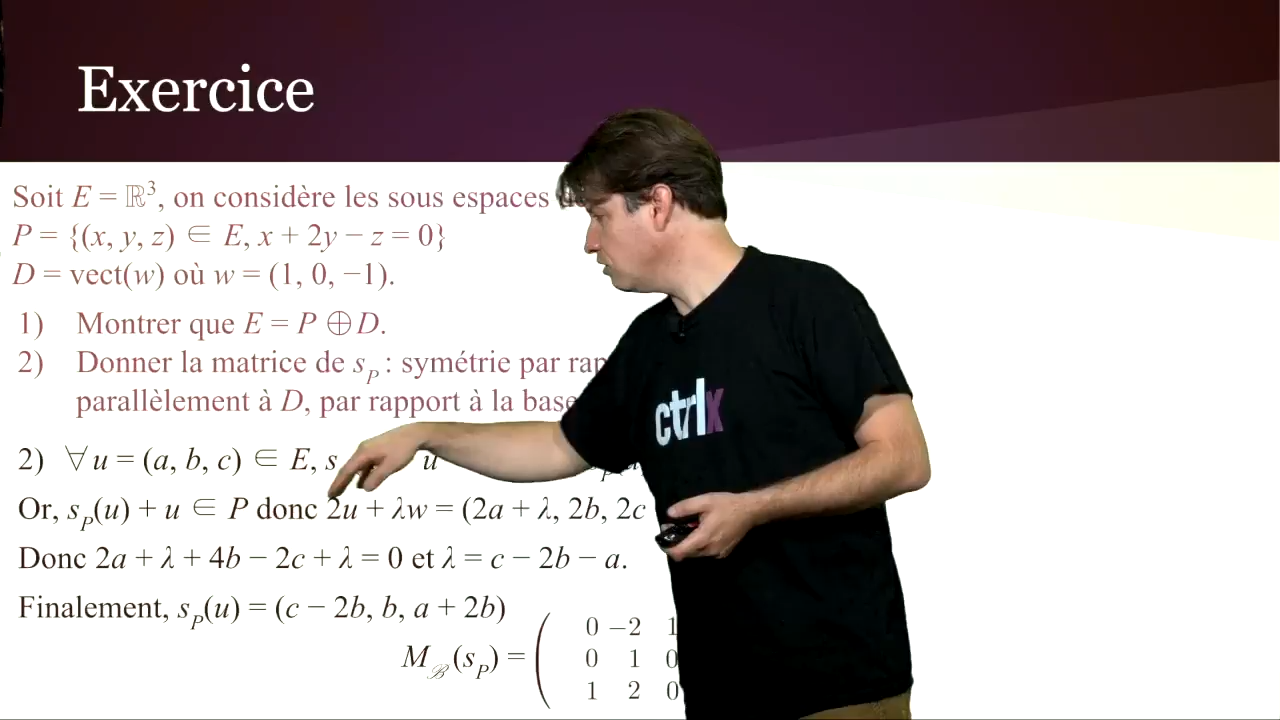 Exercice
Soit E = ℝ³, on considère les sous espaces
P = {(x, y, z) ∈ E, x + 2y − z = 0}
D = vect(w) où w = (1, 0, −1).
1) Montrer que E = P ⊕ D.
2) Donner la matrice de s_P : symétrie par
parallèlement à D, par rapport à la base
2) ∀ u = (a, b, c) ∈ E, s u
Or, s_P(u) + u ∈ P donc 2u + λw = (2a + λ, 2b, 2c
Donc 2a + λ + 4b − 2c + λ = 0 et λ = c − 2b − a.
Finalement, s_P(u) = (c − 2b, b, a + 2b)
M_ℬ(s_P) = ( 0 −2 1
0 1 0
1 2 0
ctrlx